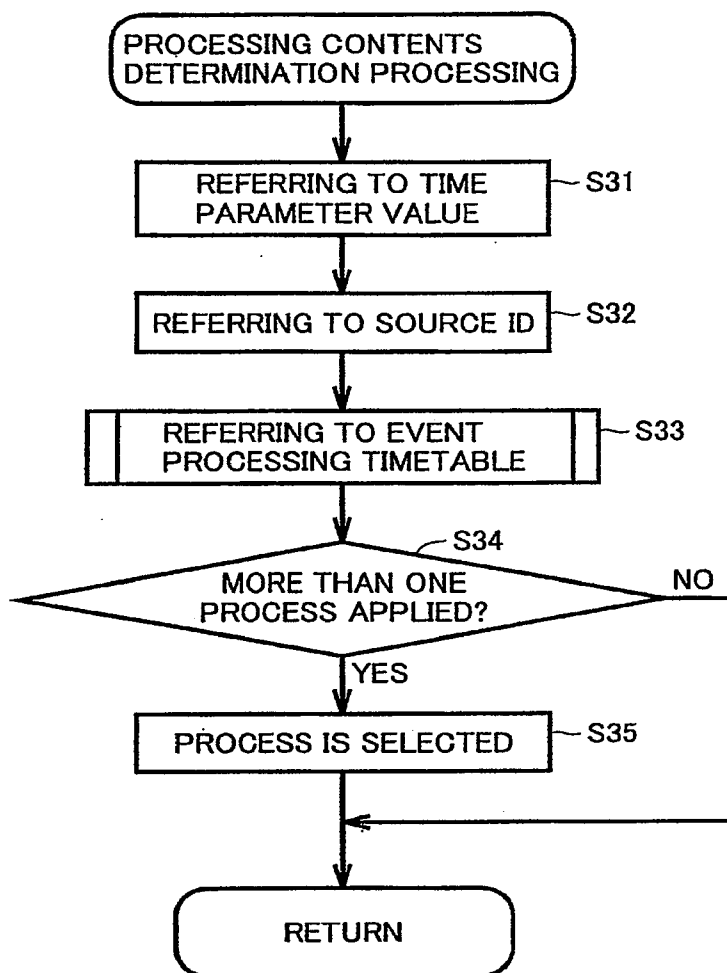 PROCESSING CONTENTS
DETERMINATION PROCESSING
REFERRING TO TIME
PARAMETER VALUE
S31
REFERRING TO SOURCE ID
S32
REFERRING TO EVENT
PROCESSING TIMETABLE
S33
S34
MORE THAN ONE
PROCESS APPLIED?
NO
YES
PROCESS IS SELECTED
S35
RETURN